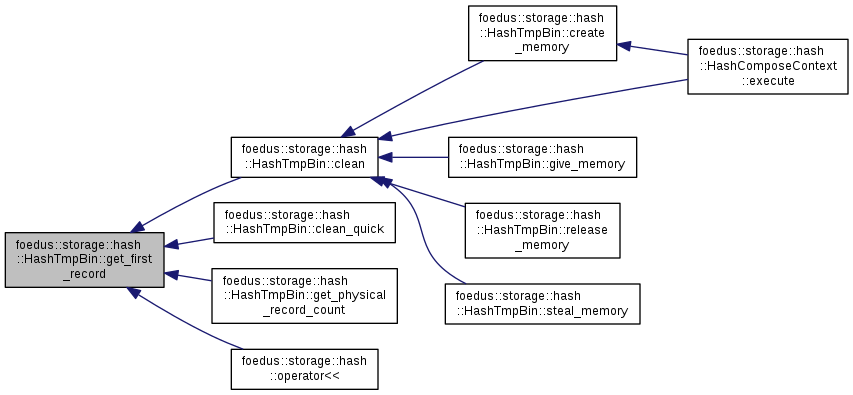 foedus::storage::hash
::HashTmpBin::get_first
_record
foedus::storage::hash
::HashTmpBin::clean
foedus::storage::hash
::HashTmpBin::create
_memory
foedus::storage::hash
::HashComposeContext
::execute
foedus::storage::hash
::HashTmpBin::give_memory
foedus::storage::hash
::HashTmpBin::release
_memory
foedus::storage::hash
::HashTmpBin::steal_memory
foedus::storage::hash
::HashTmpBin::clean_quick
foedus::storage::hash
::HashTmpBin::get_physical
_record_count
foedus::storage::hash
::operator<<